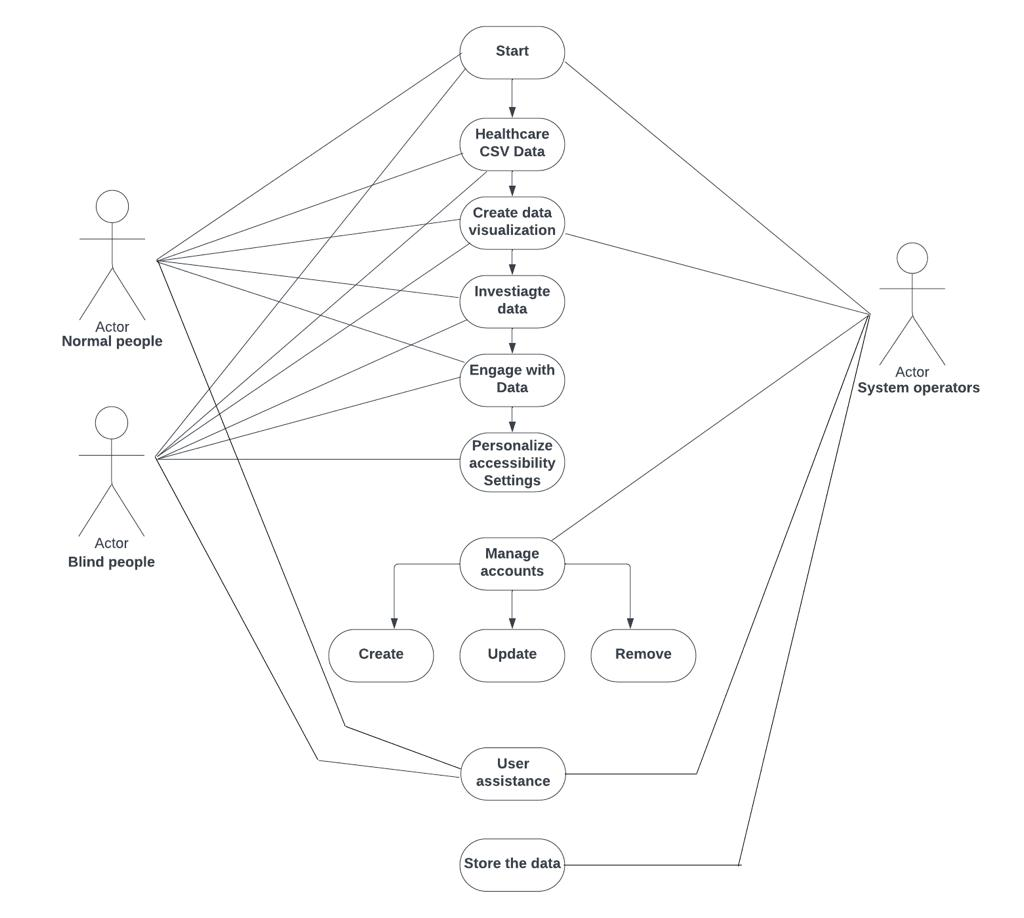 Start
Healthcare
CSV Data
Create data
visualization
Investiagte
data
Engage with
Data
Personalize
accessibility
Settings
Actor
Normal people
Actor
Blind people
Actor
System operators
Manage
accounts
Create
Update
Remove
User
assistance
Store the data